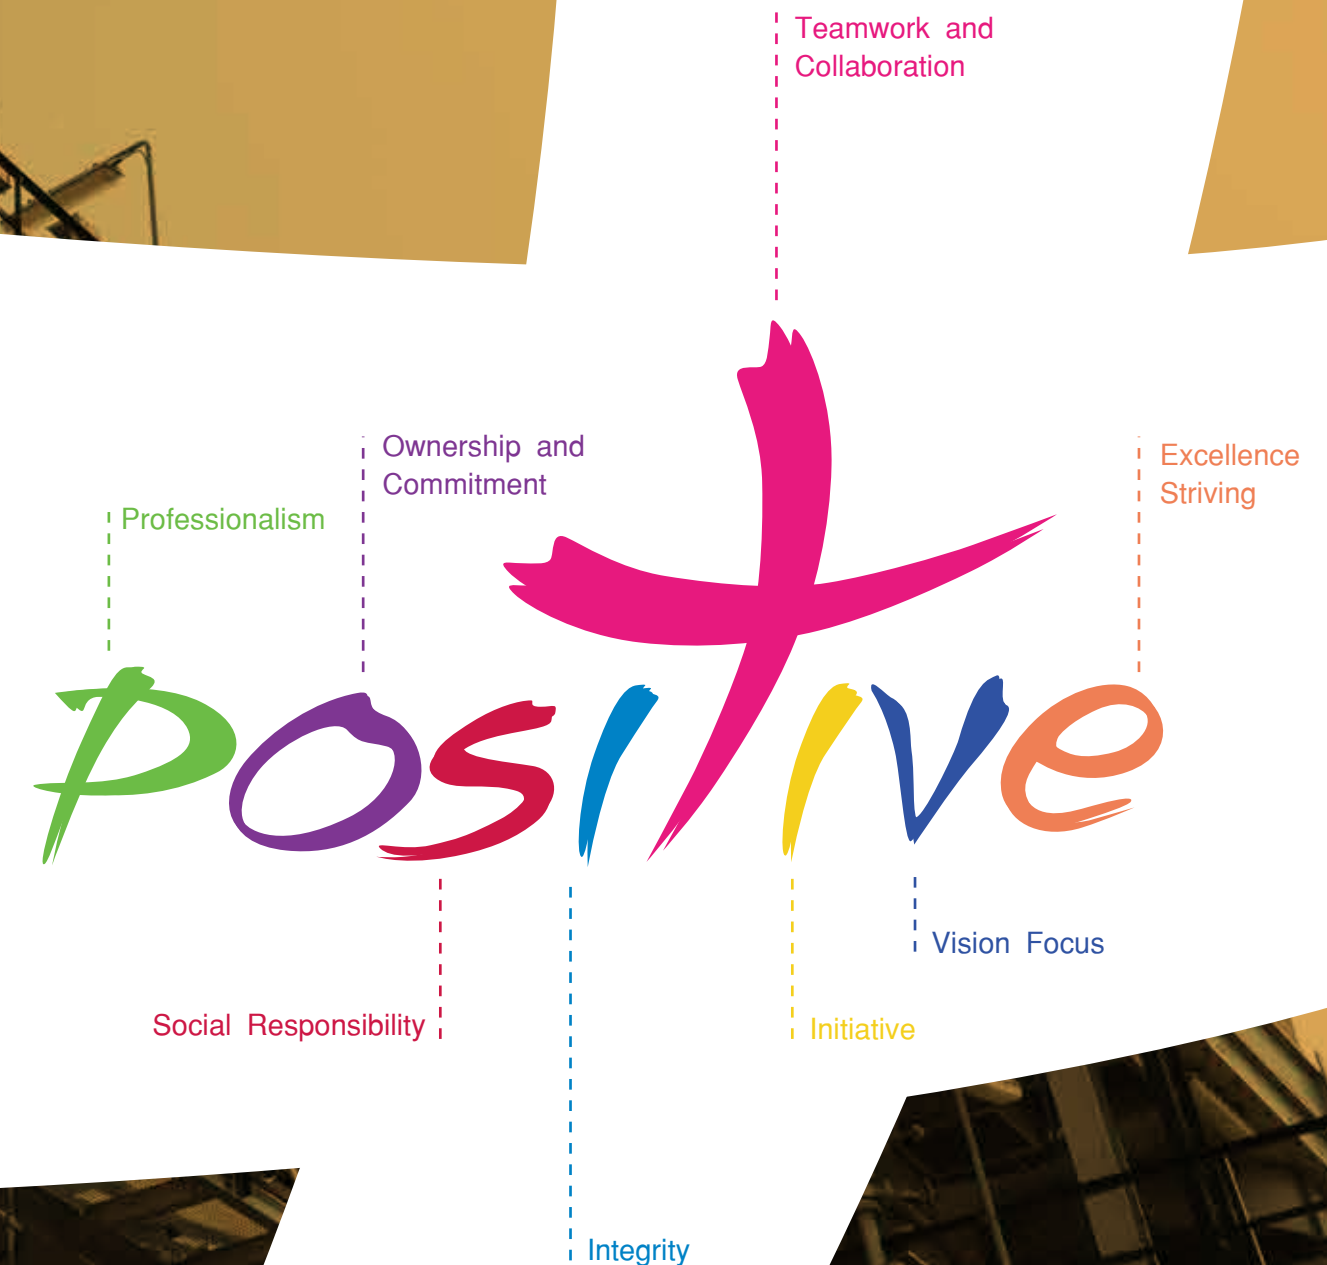 Teamwork and
Collaboration
Ownership and
Commitment
Excellence
Striving
Professionalism
Positive
Vision Focus
Social Responsibility
Initiative
Integrity